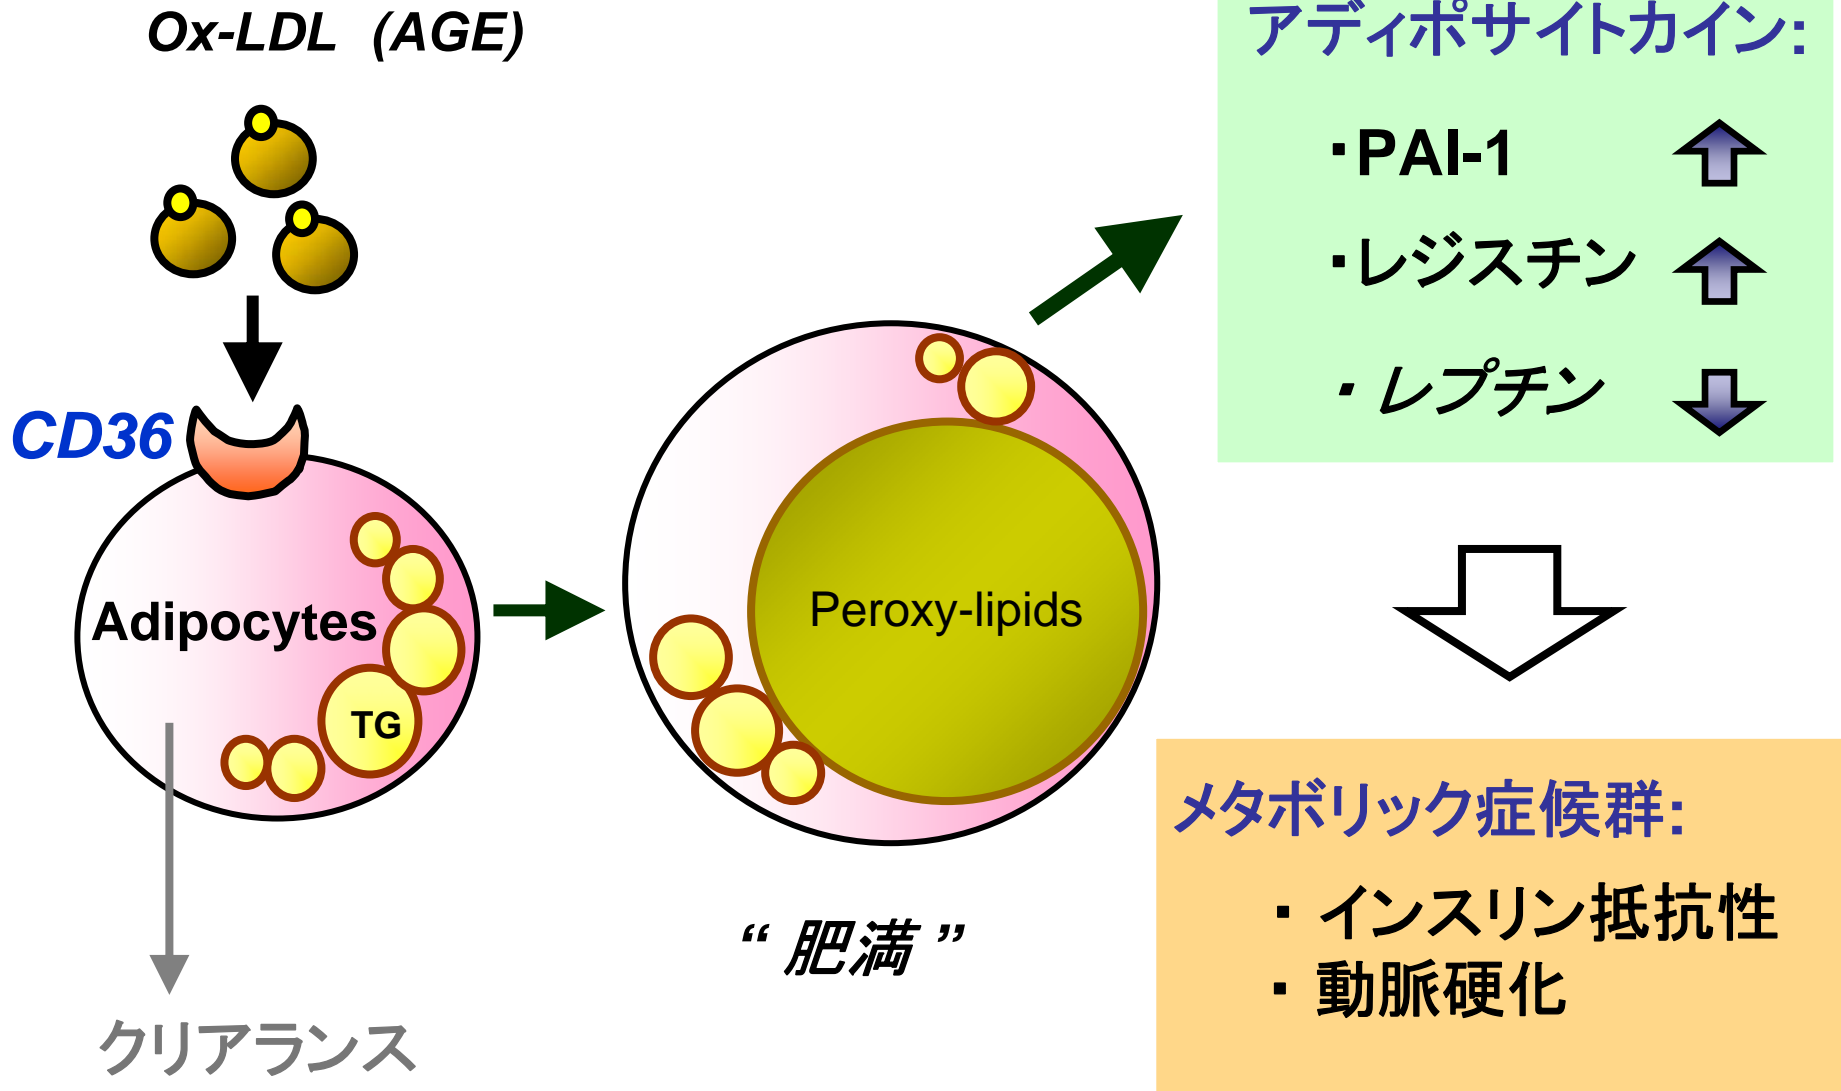 Ox-LDL (AGE)
CD36
Adipocytes
TG
クリアランス
Peroxy-lipids
“ 肥満 ”
アディポサイトカイン:
・PAI-1
・レジスチン
・レプチン
メタボリック症候群:
・ インスリン抵抗性
・ 動脈硬化